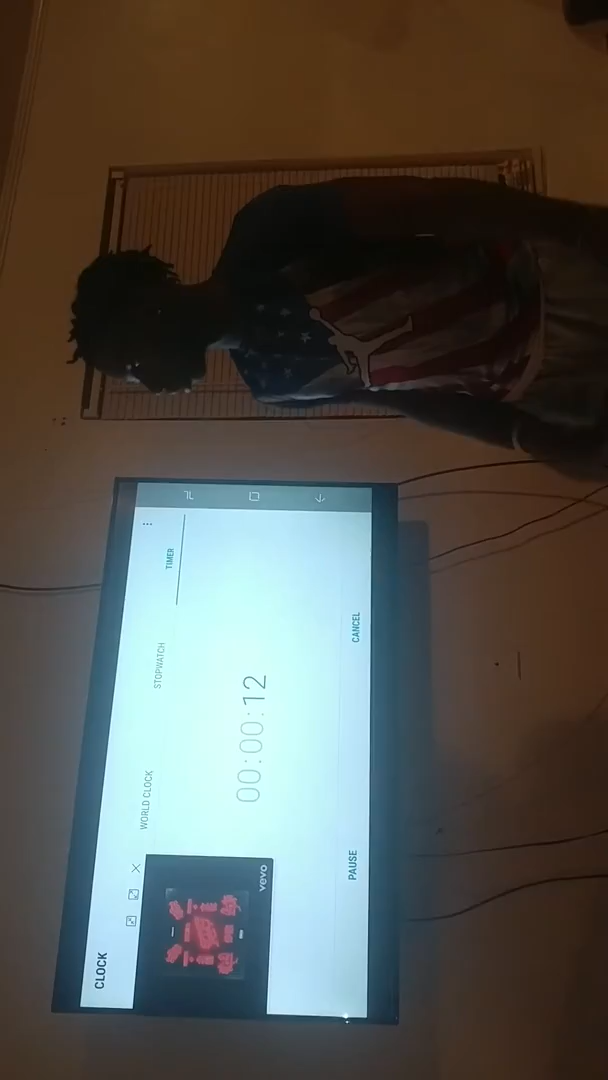 CLOCK
WORLD CLOCK
STOPWATCH
TIMER
vevo
00:00:12
PAUSE
CANCEL